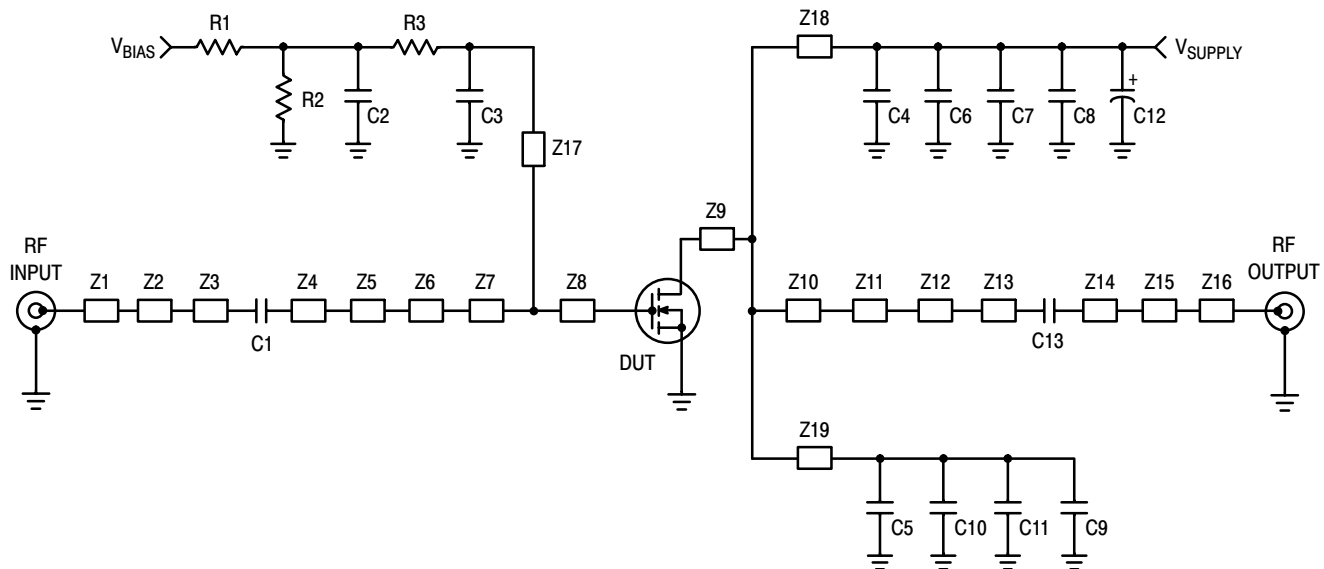 R1
R3
Z18
V_BIAS
V_SUPPLY
R2
C2
C3
C4
C6
C7
C8
+
C12
Z17
Z9
RF
INPUT
Z1
Z2
Z3
Z4
Z5
Z6
Z7
Z8
Z10
Z11
Z12
Z13
Z14
Z15
Z16
RF
OUTPUT
C1
DUT
C13
Z19
C5
C10
C11
C9